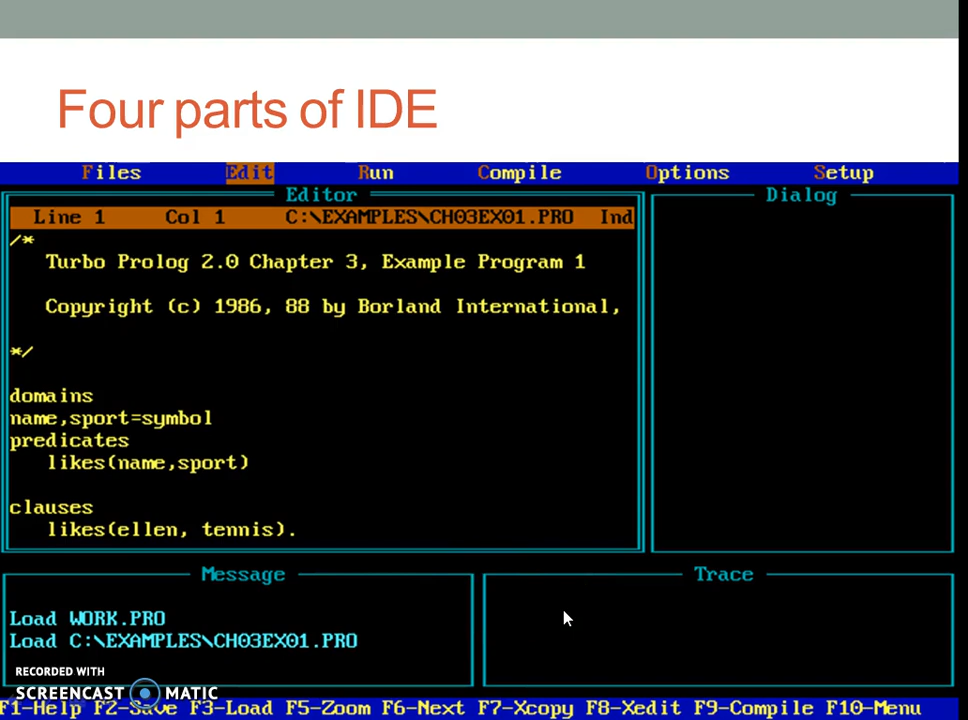 Four parts of IDE
Files Edit Run Compile Options Setup
Editor
Dialog
Line 1 Col 1 C:\EXAMPLES\CH03EX01.PRO Ind
/*
Turbo Prolog 2.0 Chapter 3, Example Program 1
Copyright (c) 1986, 88 by Borland International,
*/
domains
name,sport=symbol
predicates
likes(name,sport)
clauses
likes(ellen, tennis).
Message
Trace
Load WORK.PRO
Load C:\EXAMPLES\CH03EX01.PRO
RECORDED WITH
SCREENCAST MATIC
F1-Help F2-Save F3-Load F5-Zoom F6-Next F7-Xcopy F8-Xedit F9-Compile F10-Menu